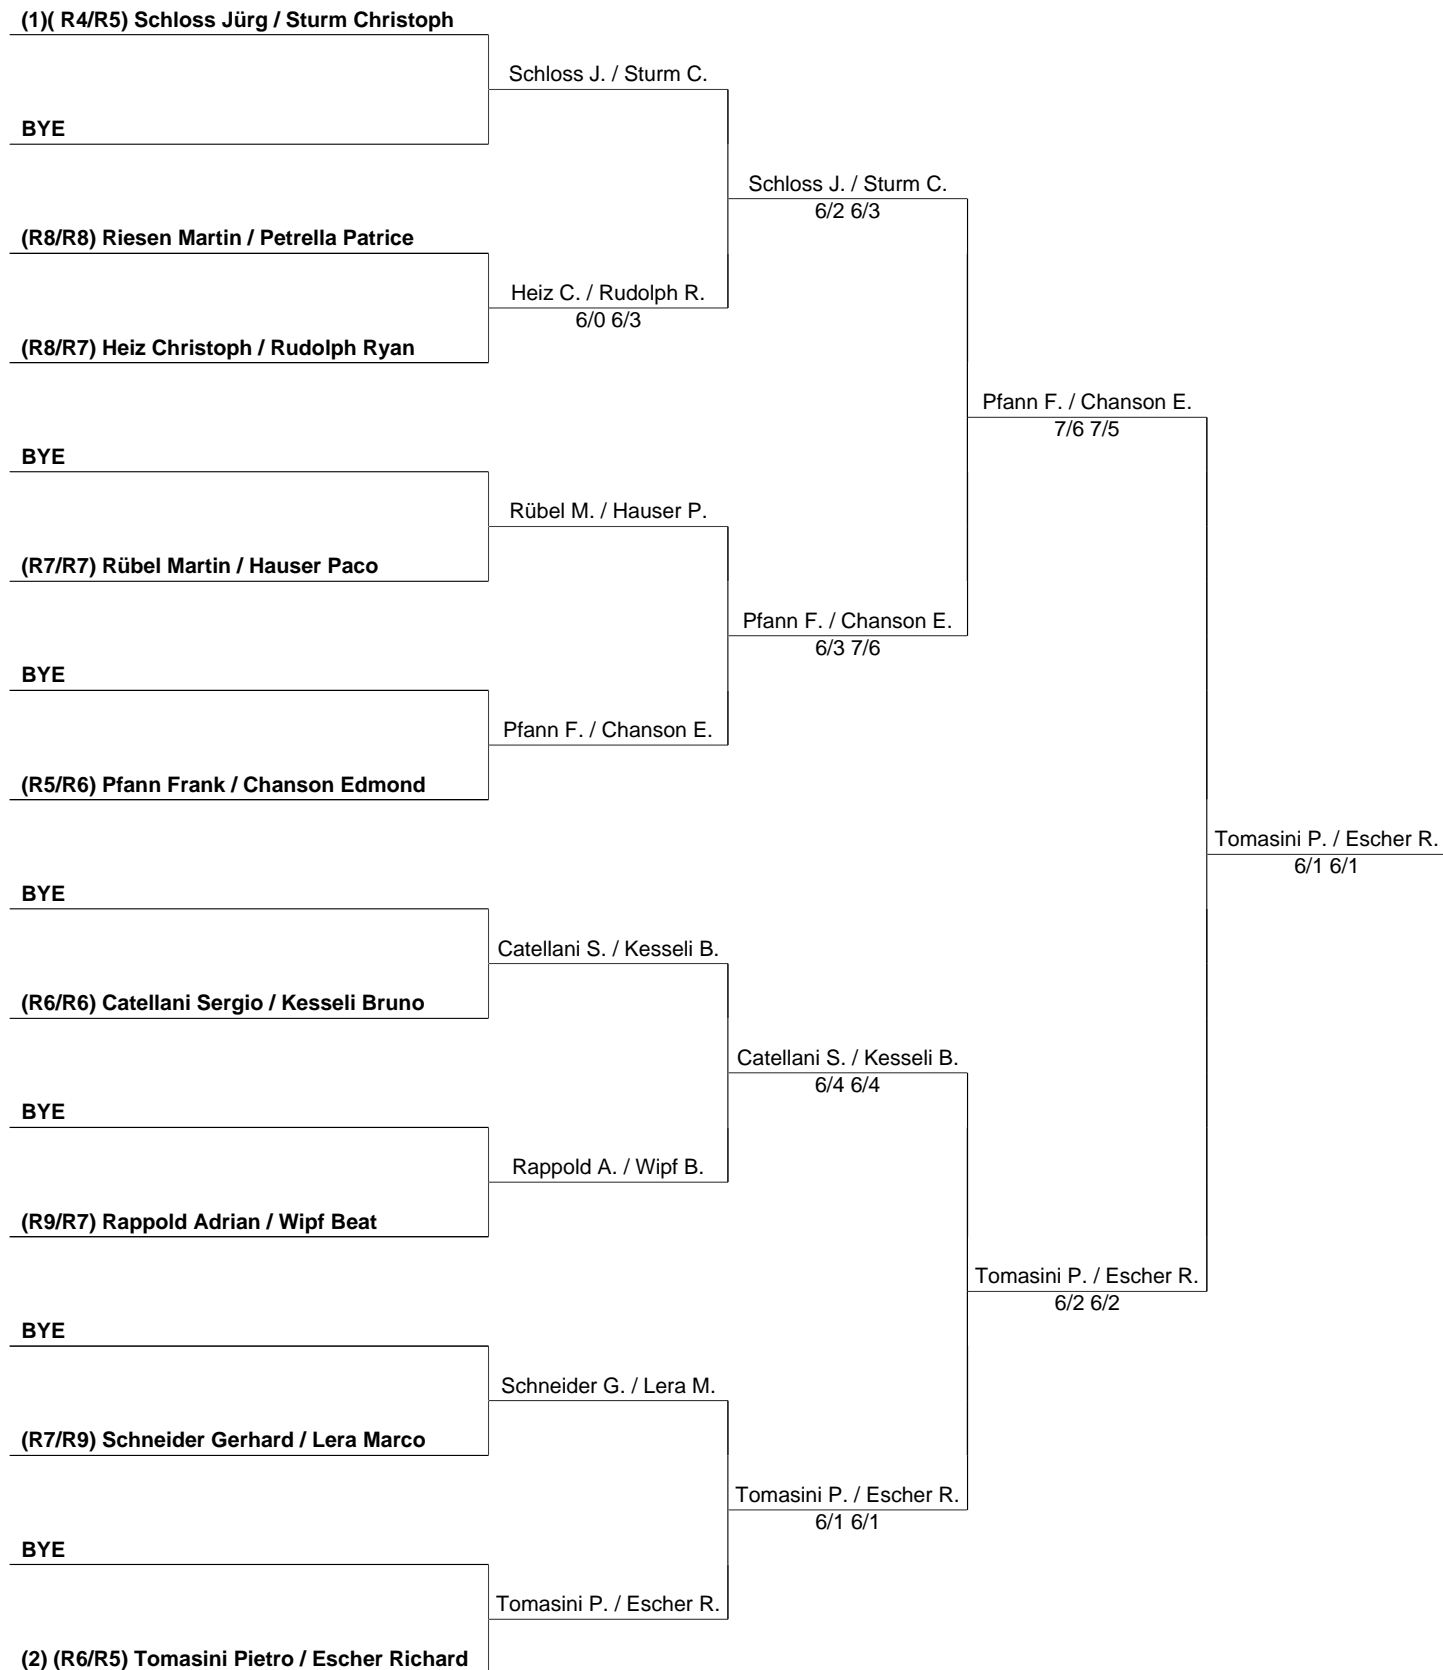 (1)( R4/R5) Schloss Jürg / Sturm Christoph
Schloss J. / Sturm C.
BYE
Schloss J. / Sturm C.
6/2 6/3
(R8/R8) Riesen Martin / Petrella Patrice
Heiz C. / Rudolph R.
6/0 6/3
(R8/R7) Heiz Christoph / Rudolph Ryan
Pfann F. / Chanson E.
7/6 7/5
BYE
Rübel M. / Hauser P.
(R7/R7) Rübel Martin / Hauser Paco
Pfann F. / Chanson E.
6/3 7/6
BYE
Pfann F. / Chanson E.
(R5/R6) Pfann Frank / Chanson Edmond
Tomasini P. / Escher R.
6/1 6/1
BYE
Catellani S. / Kesseli B.
(R6/R6) Catellani Sergio / Kesseli Bruno
Catellani S. / Kesseli B.
6/4 6/4
BYE
Rappold A. / Wipf B.
(R9/R7) Rappold Adrian / Wipf Beat
Tomasini P. / Escher R.
6/2 6/2
BYE
Schneider G. / Lera M.
(R7/R9) Schneider Gerhard / Lera Marco
Tomasini P. / Escher R.
6/1 6/1
BYE
Tomasini P. / Escher R.
(2) (R6/R5) Tomasini Pietro / Escher Richard